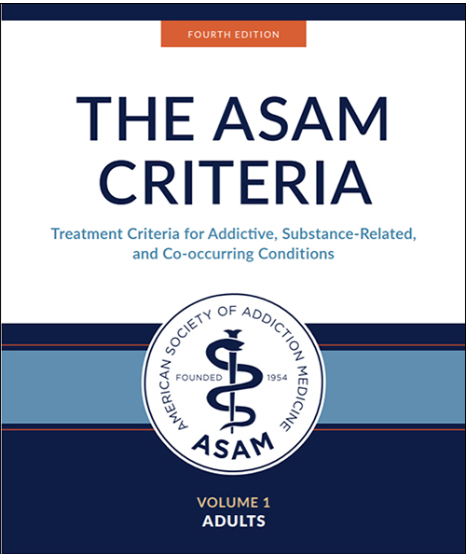 FOURTH EDITION
THE ASAM
CRITERIA
Treatment Criteria for Addictive, Substance-Related,
and Co-occurring Conditions
AMERICAN SOCIETY OF ADDICTION MEDICINE
FOUNDED 1954
ASAM
VOLUME 1
ADULTS